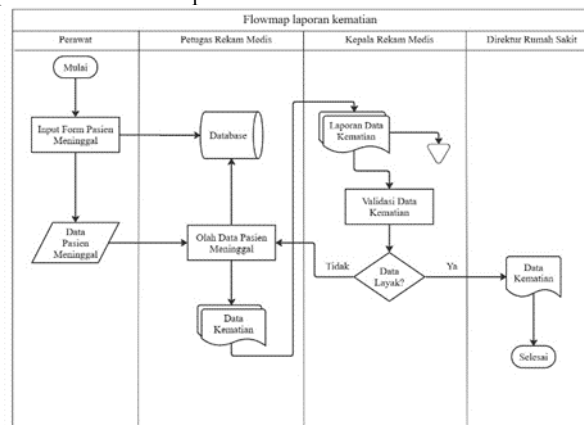 Flowmap laporan kematian
Perawat
Petugas Rekam Medis
Kepala Rekam Medis
Direktur Rumah Sakit
Mulai
Input Form Pasien
Meninggal
Database
Laporan Data
Kematian
Validasi Data
Kematian
Data
Pasien
Meninggal
Olah Data Pasien
Meninggal
Tidak
Data
Layak?
Ya
Data
Kematian
Data
Kematian
Selesai